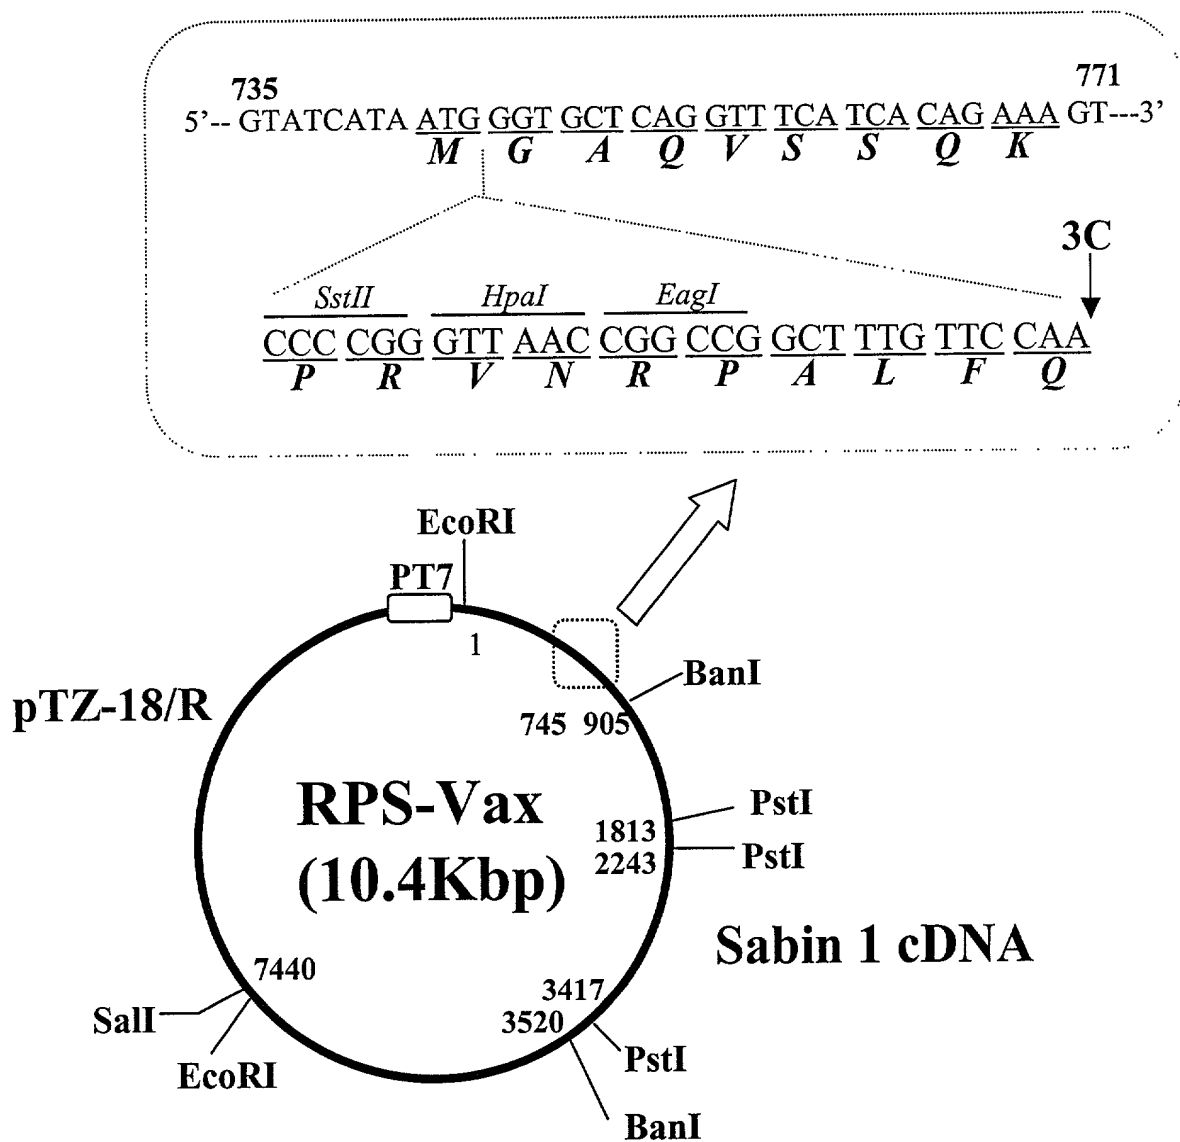 735 771
5'-- GTATCATA ATG GGT GCT CAG GTT TCA TCA CAG AAA GT---3'
M G A Q V S S Q K
3C
SstII HpaI EagI
CCC CGG GTT AAC CGG CCG GCT TTG TTC CAA
P R V N R P A L F Q
EcoRI
PT7
1
BanI
pTZ-18/R
745 905
RPS-Vax
(10.4Kbp)
PstI
1813
2243
PstI
Sabin 1 cDNA
7440
3417
3520
SalI
EcoRI
PstI
BanI